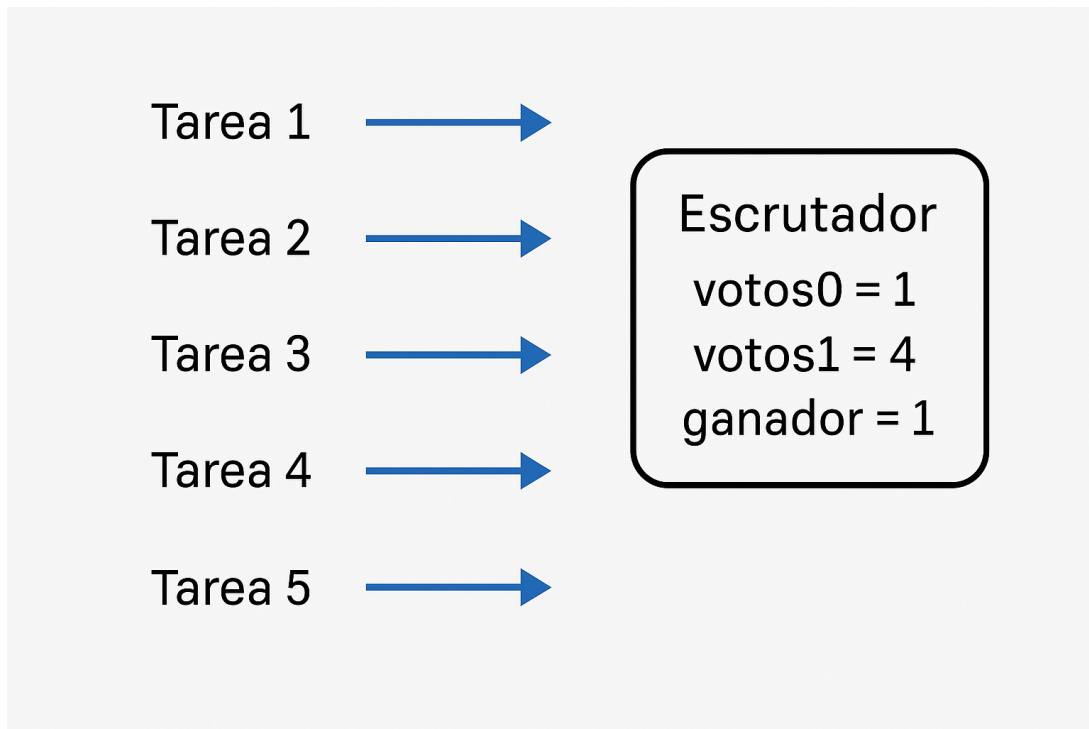 Tarea 1
Tarea 2
Tarea 3
Tarea 4
Tarea 5
Escrutador
votos0 = 1
votos1 = 4
ganador = 1